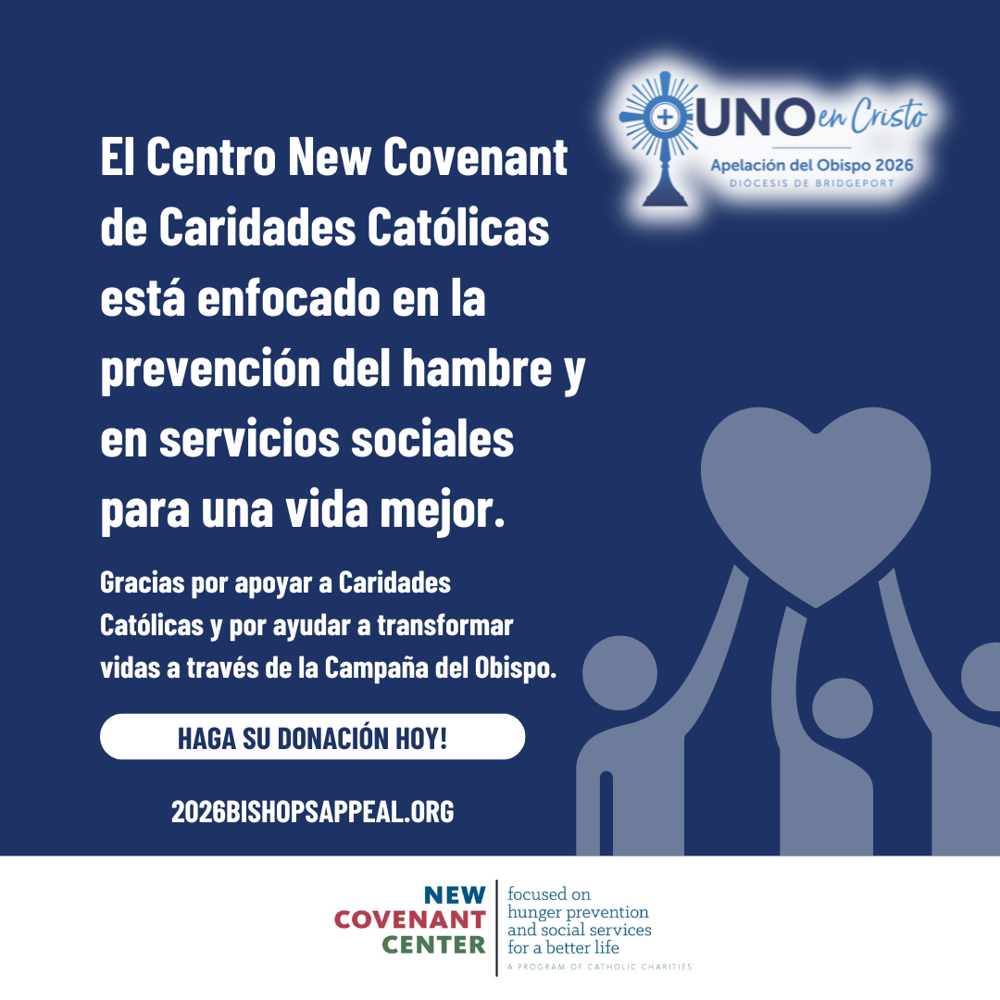 UNO en Cristo
Apelación del Obispo 2026
DIÓCESIS DE BRIDGEPORT
El Centro New Covenant
de Caridades Católicas
está enfocado en la
prevención del hambre y
en servicios sociales
para una vida mejor.
Gracias por apoyar a Caridades
Católicas y por ayudar a transformar
vidas a través de la Campaña del Obispo.
HAGA SU DONACIÓN HOY!
2026BISHOPSAPPEAL.ORG
NEW
COVENANT
CENTER
focused on
hunger prevention
and social services
for a better life
A PROGRAM OF CATHOLIC CHARITIES